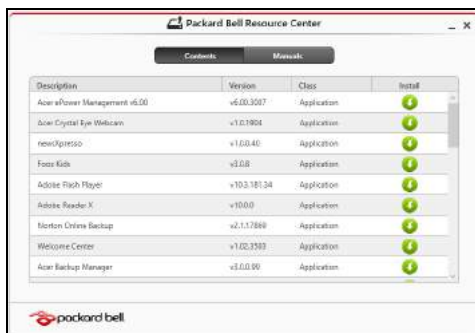 Packard Bell Resource Center
Contents Manuals
Description Version Class Install
Acer ePower Management v6.00 v6.00.3007 Application
Acer Crystal Eye Webcam v1.0.1904 Application
newsXpresso v1.0.0.40 Application
Fooz Kids v3.0.8 Application
Adobe Flash Player v10.3.181.34 Application
Adobe Reader X v10.0.0 Application
Norton Online Backup v2.1.17869 Application
Welcome Center v1.02.3503 Application
Acer Backup Manager v3.0.0.99 Application
packard bell